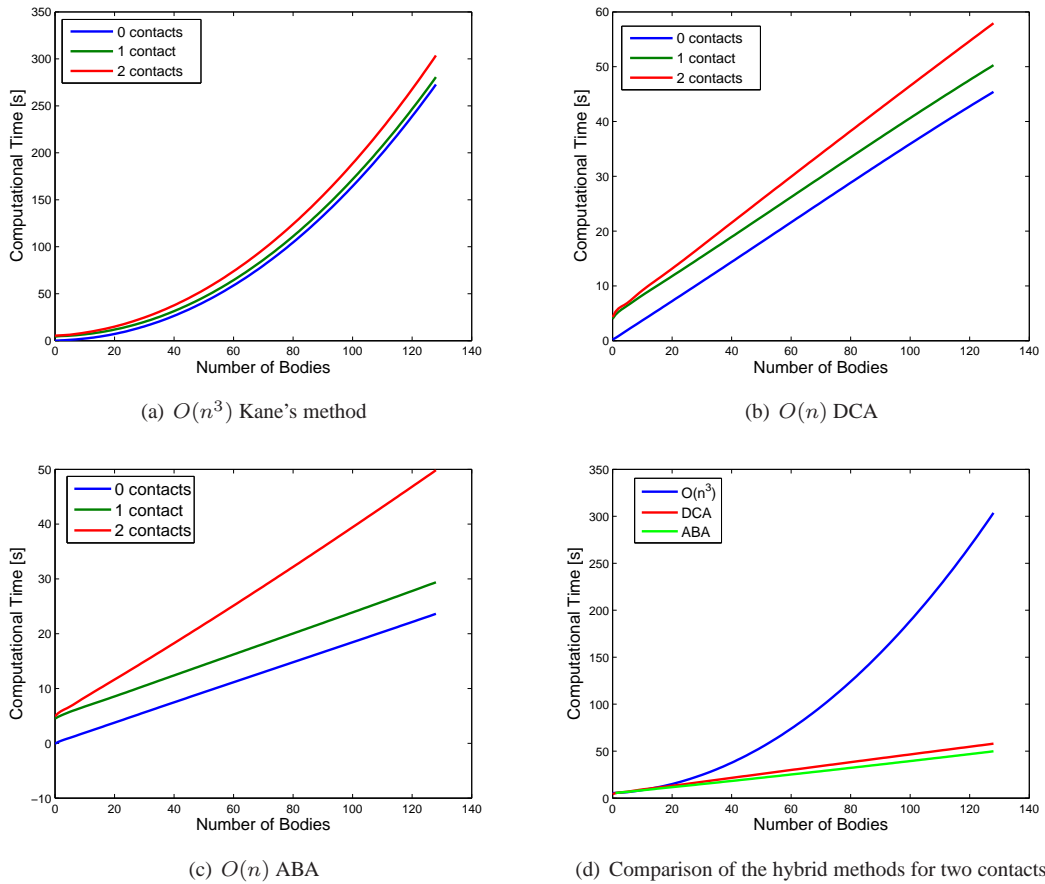 350
300
250
200
150
100
50
0
Computational Time [s]
0 contacts
1 contact
2 contacts
0 20 40 60 80 100 120 140
Number of Bodies
(a) O(n³) Kane's method
60
50
40
30
20
10
0
Computational Time [s]
0 contacts
1 contact
2 contacts
0 20 40 60 80 100 120 140
Number of Bodies
(b) O(n) DCA
50
40
30
20
10
0
−10
Computational Time [s]
0 contacts
1 contact
2 contacts
0 20 40 60 80 100 120 140
Number of Bodies
(c) O(n) ABA
350
300
250
200
150
100
50
0
Computational Time [s]
O(n³)
DCA
ABA
0 20 40 60 80 100 120 140
Number of Bodies
(d) Comparison of the hybrid methods for two contacts